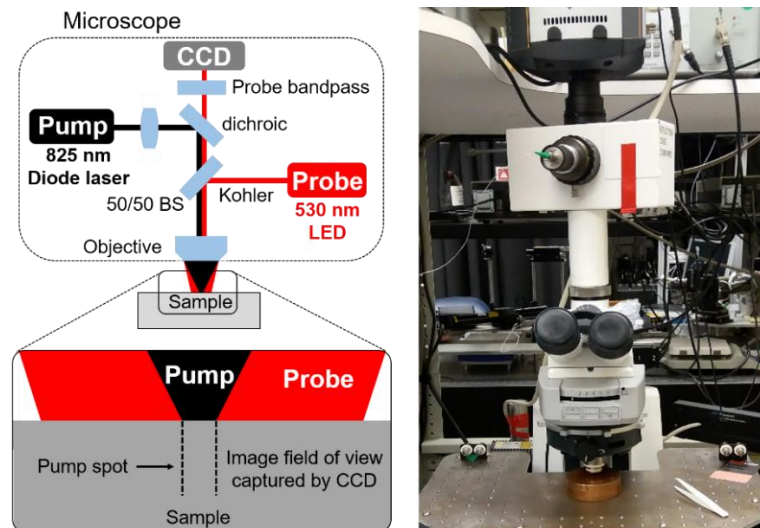 Microscope
CCD
Probe bandpass
Pump
dichroic
825 nm
Diode laser
Probe
Kohler
50/50 BS
530 nm
LED
Objective
Sample
Pump
Probe
Pump spot
Image field of view
captured by CCD
Sample